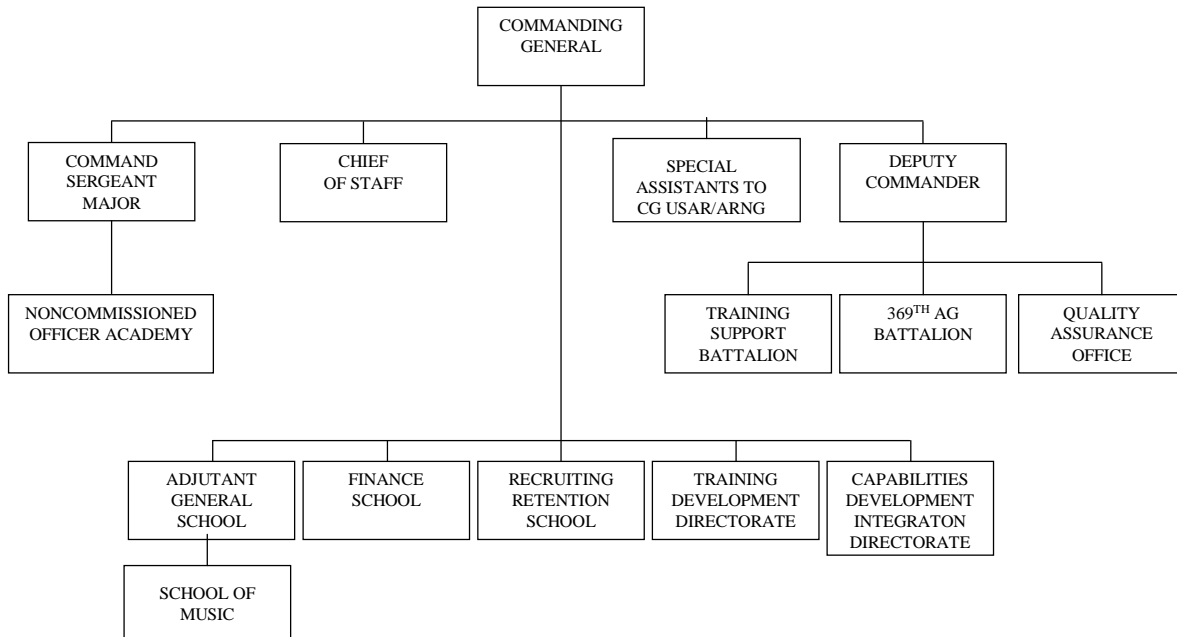 COMMANDING
GENERAL
COMMAND
SERGEANT
MAJOR
CHIEF
OF STAFF
SPECIAL
ASSISTANTS TO
CG USAR/ARNG
DEPUTY
COMMANDER
NONCOMMISSIONED
OFFICER ACADEMY
TRAINING
SUPPORT
BATTALION
369TH AG
BATTALION
QUALITY
ASSURANCE
OFFICE
ADJUTANT
GENERAL
SCHOOL
FINANCE
SCHOOL
RECRUITING
RETENTION
SCHOOL
TRAINING
DEVELOPMENT
DIRECTORATE
CAPABILITIES
DEVELOPMENT
INTEGRATON
DIRECTORATE
SCHOOL OF
MUSIC